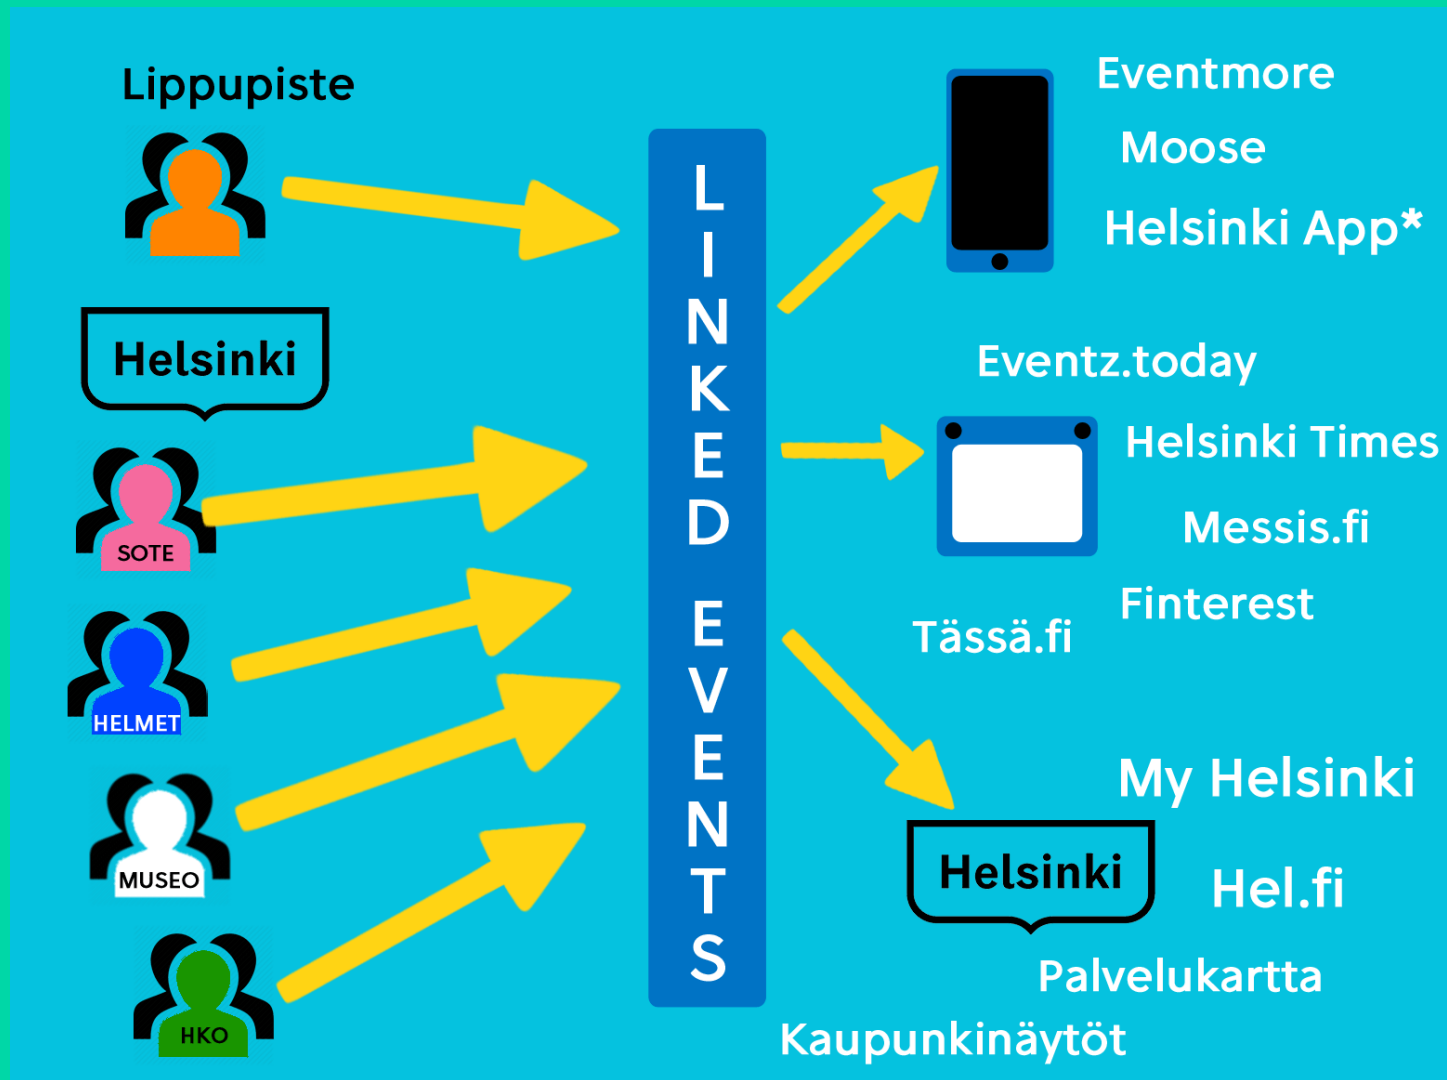 Lippupiste
Helsinki
SOTE
HELMET
MUSEO
HKO
LINKED EVENTS
Eventmore
Moose
Helsinki App*
Eventz.today
Helsinki Times
Messis.fi
Finterest
Tässä.fi
My Helsinki
Helsinki
Hel.fi
Palvelukartta
Kaupunkinäytöt